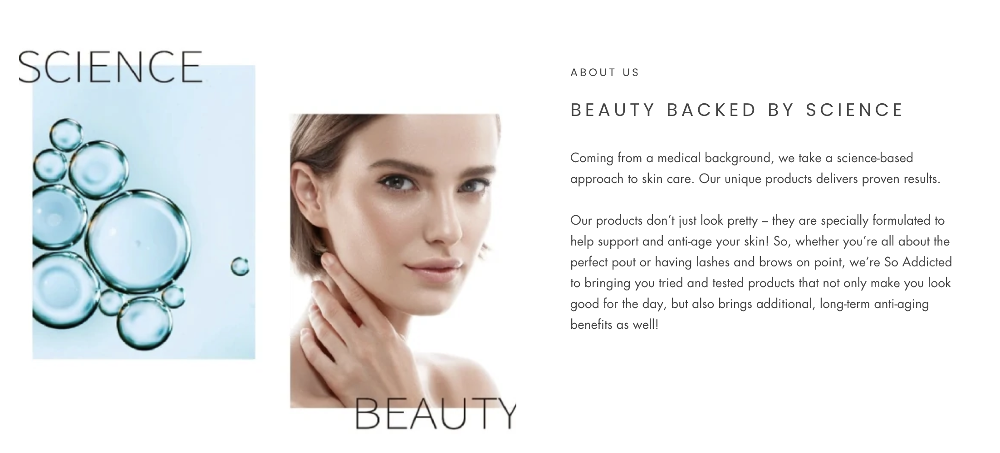 SCIENCE
BEAUTY
ABOUT US
BEAUTY BACKED BY SCIENCE
Coming from a medical background, we take a science-based
approach to skin care. Our unique products delivers proven results.
Our products don’t just look pretty – they are specially formulated to
help support and anti-age your skin! So, whether you’re all about the
perfect pout or having lashes and brows on point, we’re So Addicted
to bringing you tried and tested products that not only make you look
good for the day, but also brings additional, long-term anti-aging
benefits as well!